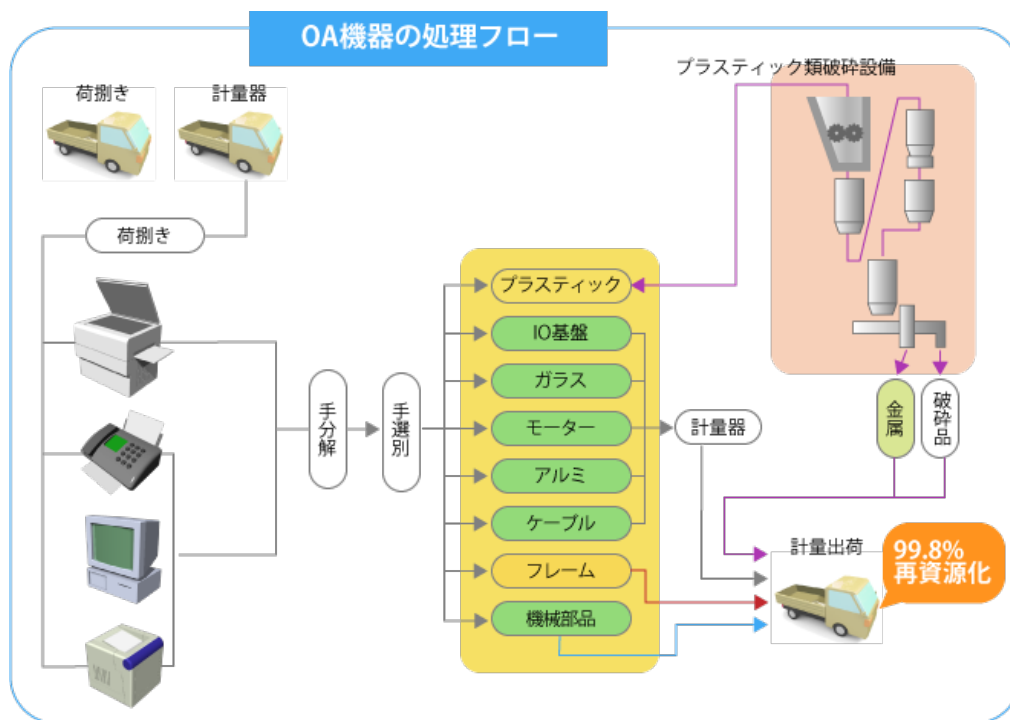 OA機器の処理フロー
プラスティック類破砕設備
荷捌き
計量器
荷捌き
プラスティック
IO基盤
ガラス
モーター
アルミ
ケーブル
フレーム
機械部品
手分解
手選別
計量器
金属
破砕品
計量出荷
99.8%
再資源化